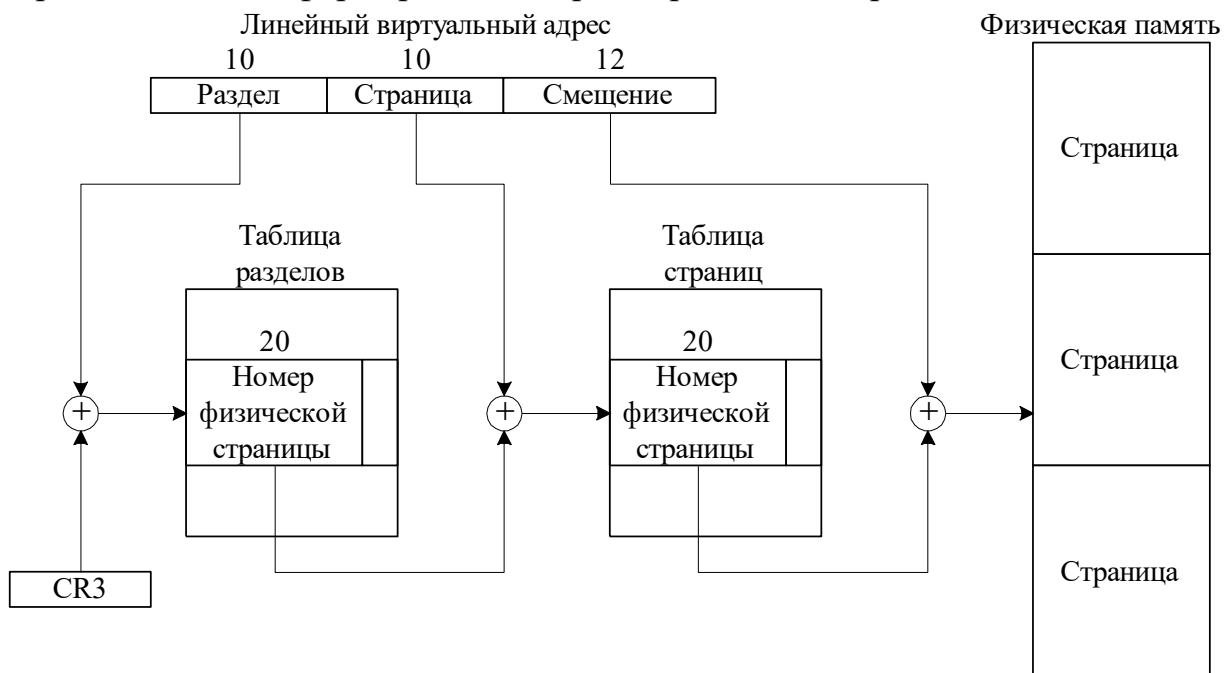 Линейный виртуальный адрес
Физическая память
10 10 12
Раздел Страница Смещение
Страница
Таблица
разделов
Таблица
страниц
20
Номер
физической
страницы
20
Номер
физической
страницы
+
+
+
Страница
CR3
Страница